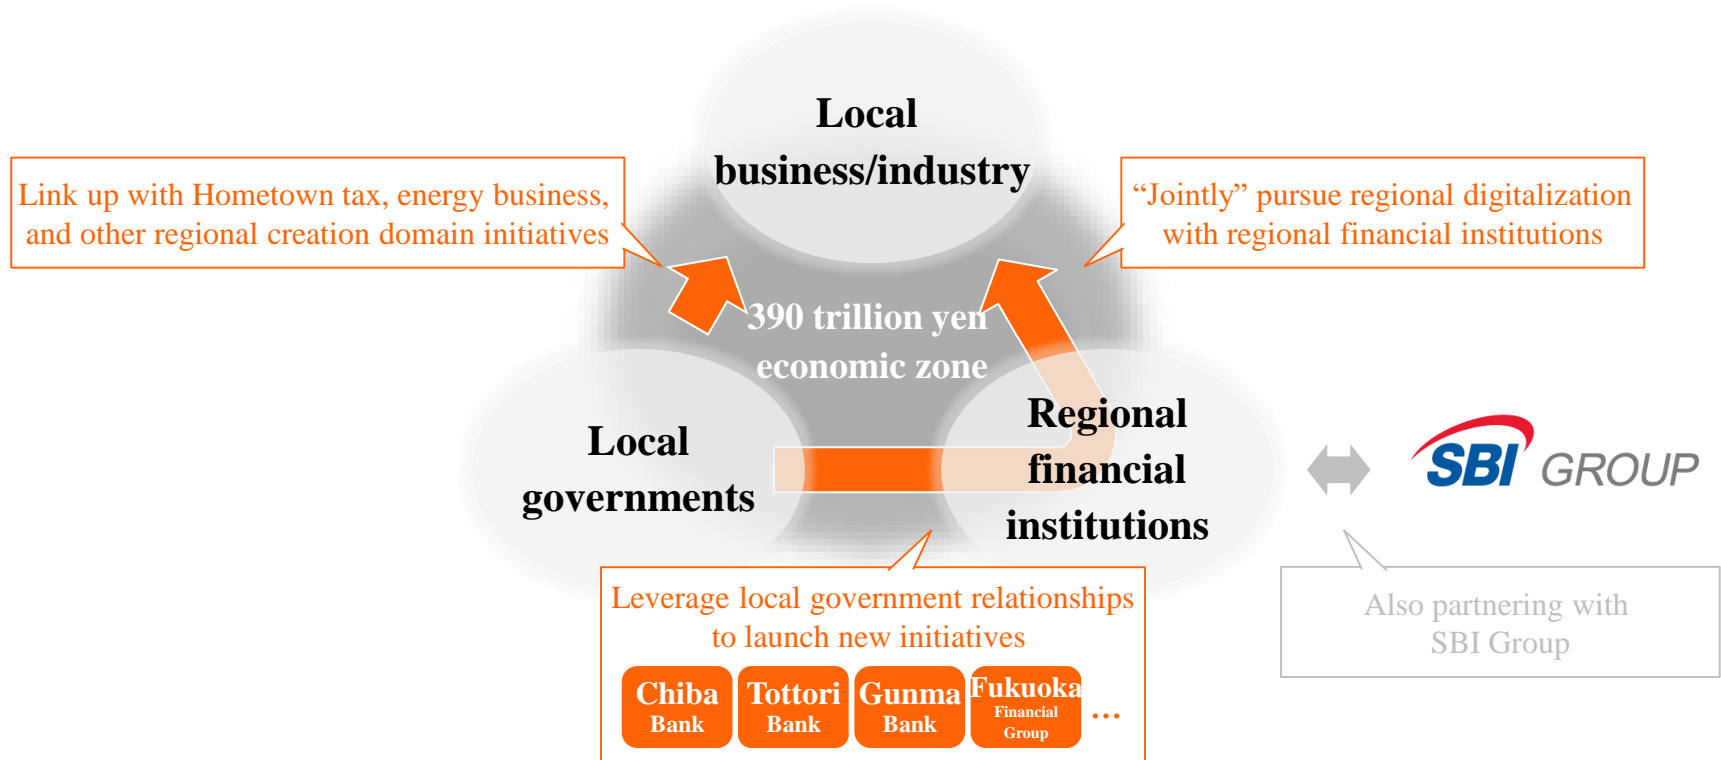 Local
business/industry
Link up with Hometown tax, energy business,
and other regional creation domain initiatives
“Jointly” pursue regional digitalization
with regional financial institutions
390 trillion yen
economic zone
Local
governments
Regional
financial
institutions
SBI GROUP
Leverage local government relationships
to launch new initiatives
Chiba
Bank
Tottori
Bank
Gunma
Bank
Fukuoka
Financial
Group
…
Also partnering with
SBI Group